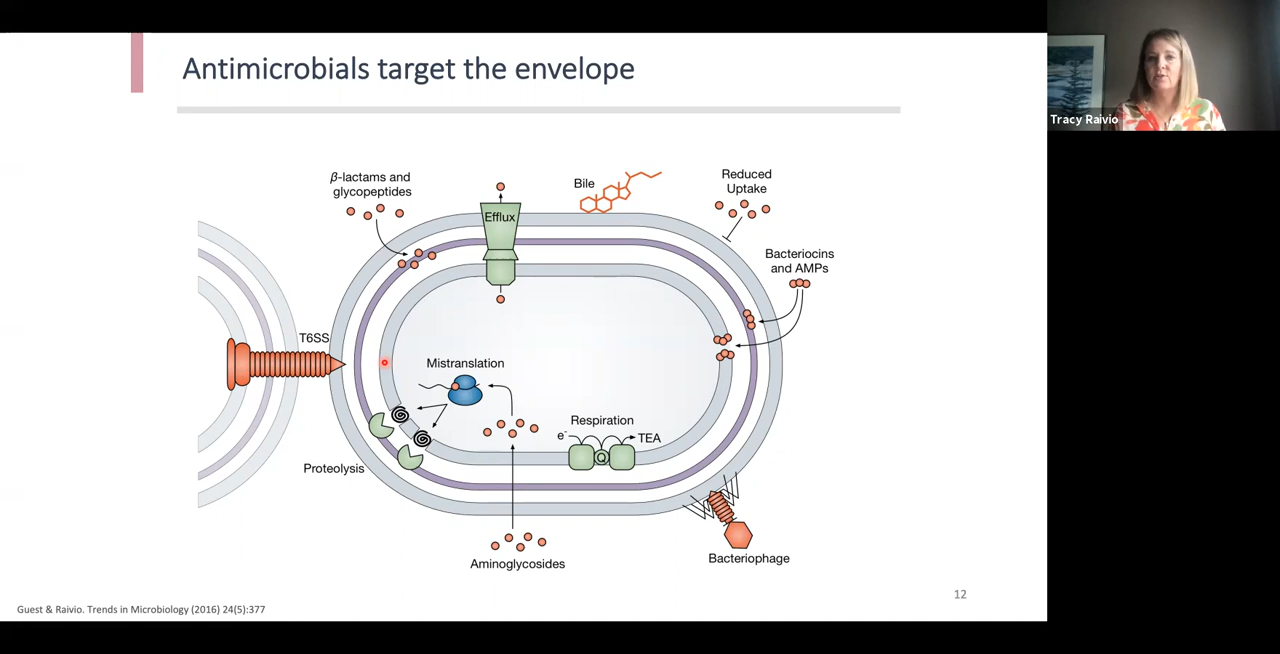 Antimicrobials target the envelope
Tracy Raivio
β-lactams and
glycopeptides
Efflux
Bile
Reduced
Uptake
Bacteriocins
and AMPs
T6SS
Mistranslation
Respiration
e-
TEA
Q
Proteolysis
Aminoglycosides
Bacteriophage
12
Guest & Raivio. Trends in Microbiology (2016) 24(5):377